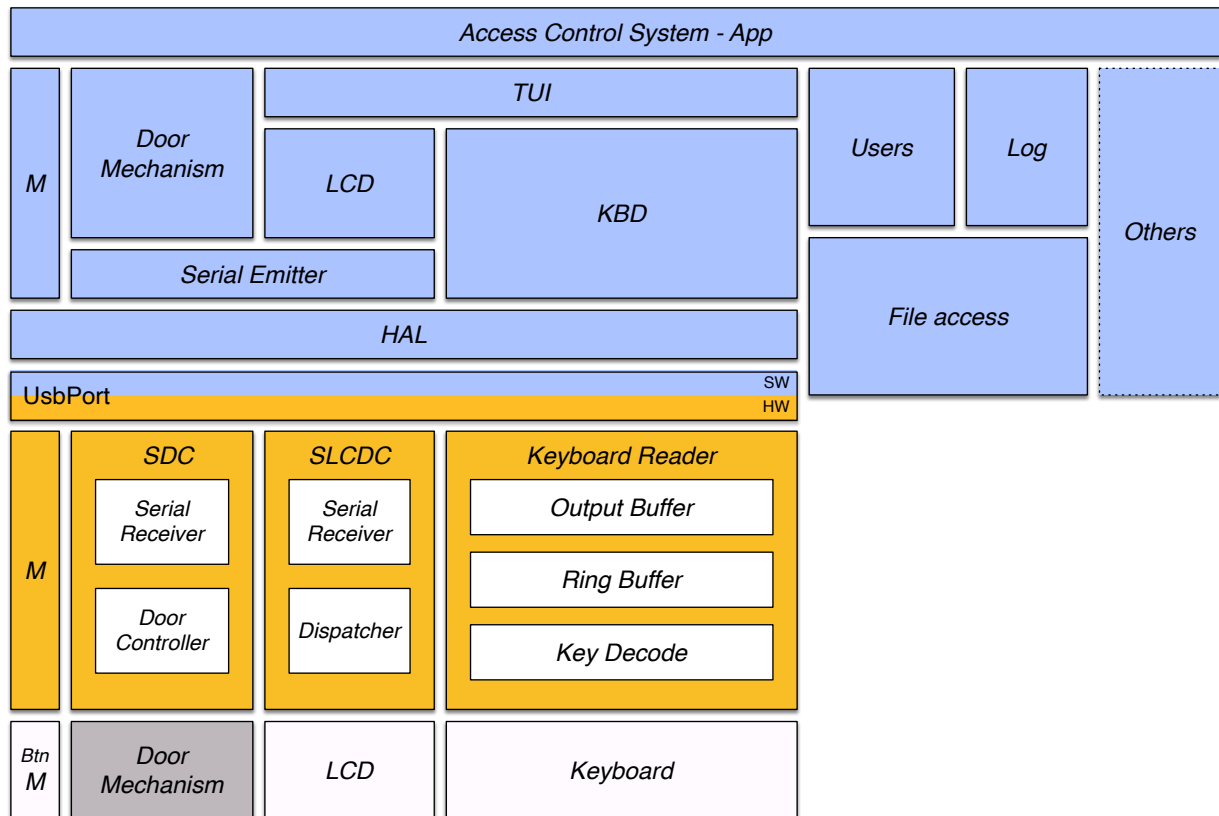 Access Control System - App
M
Door
Mechanism
TUI
LCD
KBD
Serial Emitter
Users
Log
File access
Others
HAL
UsbPort
SW
HW
M
SDC
Serial
Receiver
Door
Controller
SLCDC
Serial
Receiver
Dispatcher
Keyboard Reader
Output Buffer
Ring Buffer
Key Decode
Btn
M
Door
Mechanism
LCD
Keyboard